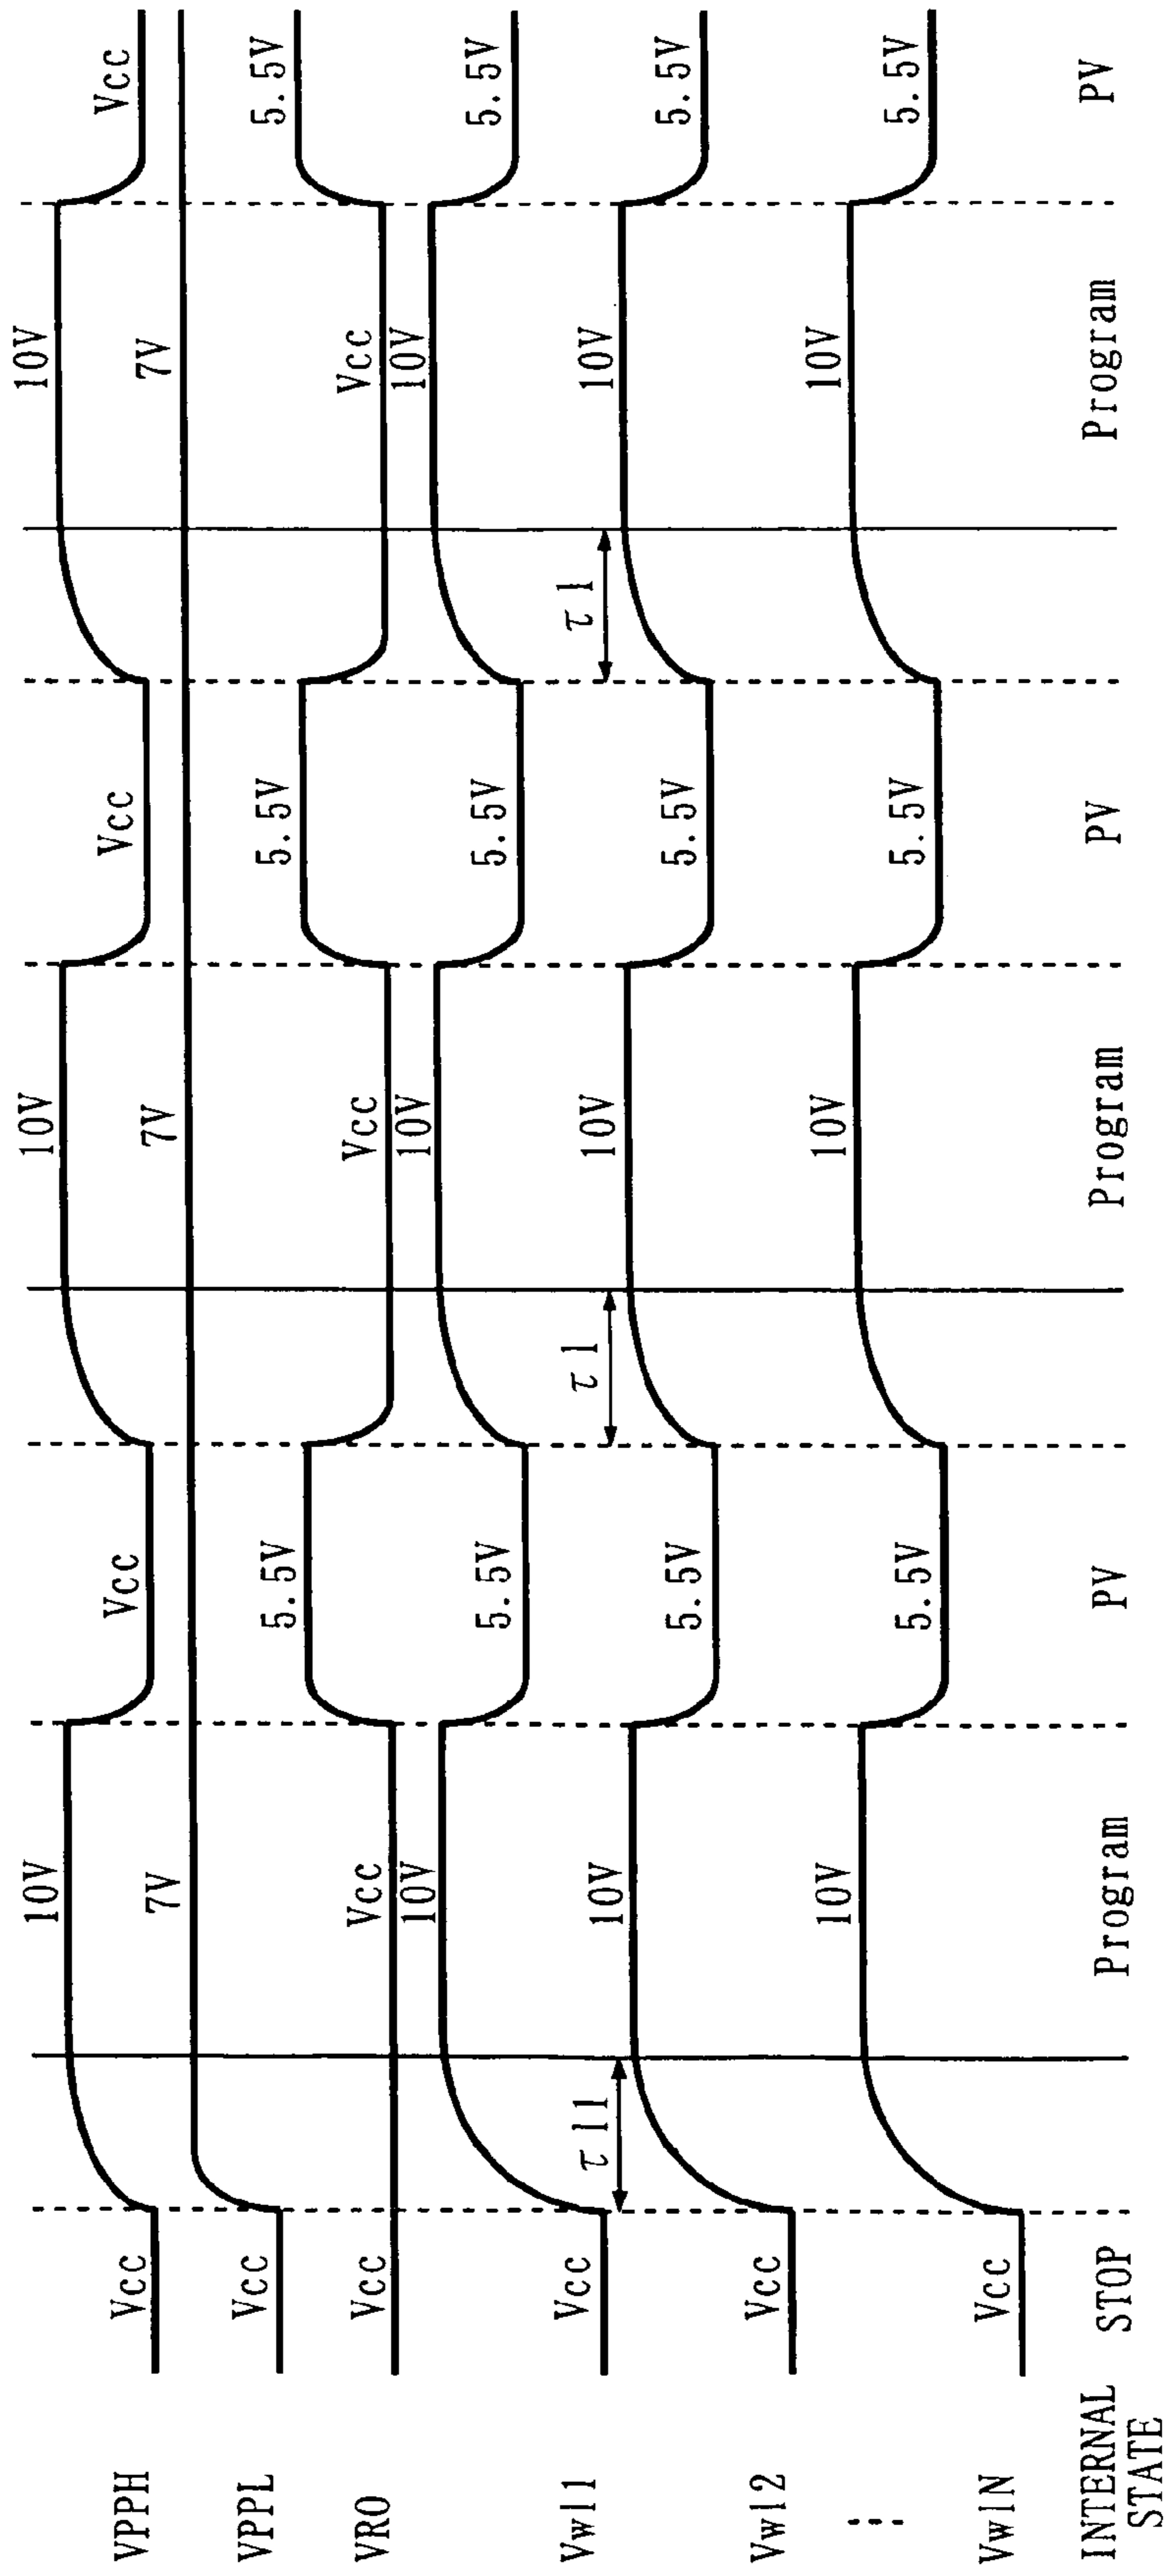 VPPH Vcc 10V Vcc 10V Vcc 10V Vcc
VPPL Vcc 7V 7V 7V
VRO Vcc Vcc 5.5V Vcc 5.5V Vcc 5.5V
Vwl1 Vcc 10V 5.5V 10V 5.5V 10V 5.5V
τ11 τ1 τ1
Vwl2 Vcc 10V 5.5V 10V 5.5V 10V 5.5V
VwlN Vcc 10V 5.5V 10V 5.5V 10V 5.5V
INTERNAL
STATE
STOP Program PV Program PV Program PV